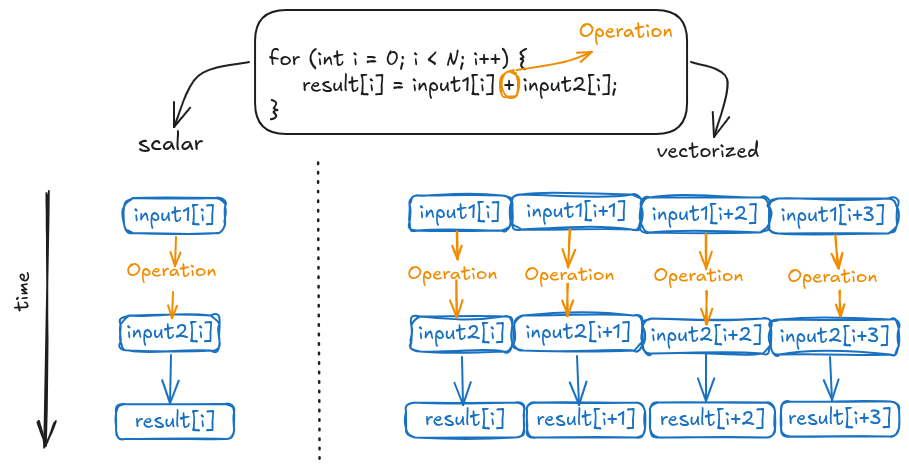 Operation
for (int i = 0; i < N; i++) {
result[i] = input1[i] + input2[i];
}
scalar
vectorized
time
input1[i]
Operation
input2[i]
result[i]
input1[i] input1[i+1] input1[i+2] input1[i+3]
Operation Operation Operation Operation
input2[i] input2[i+1] input2[i+2] input2[i+3]
result[i] result[i+1] result[i+2] result[i+3]